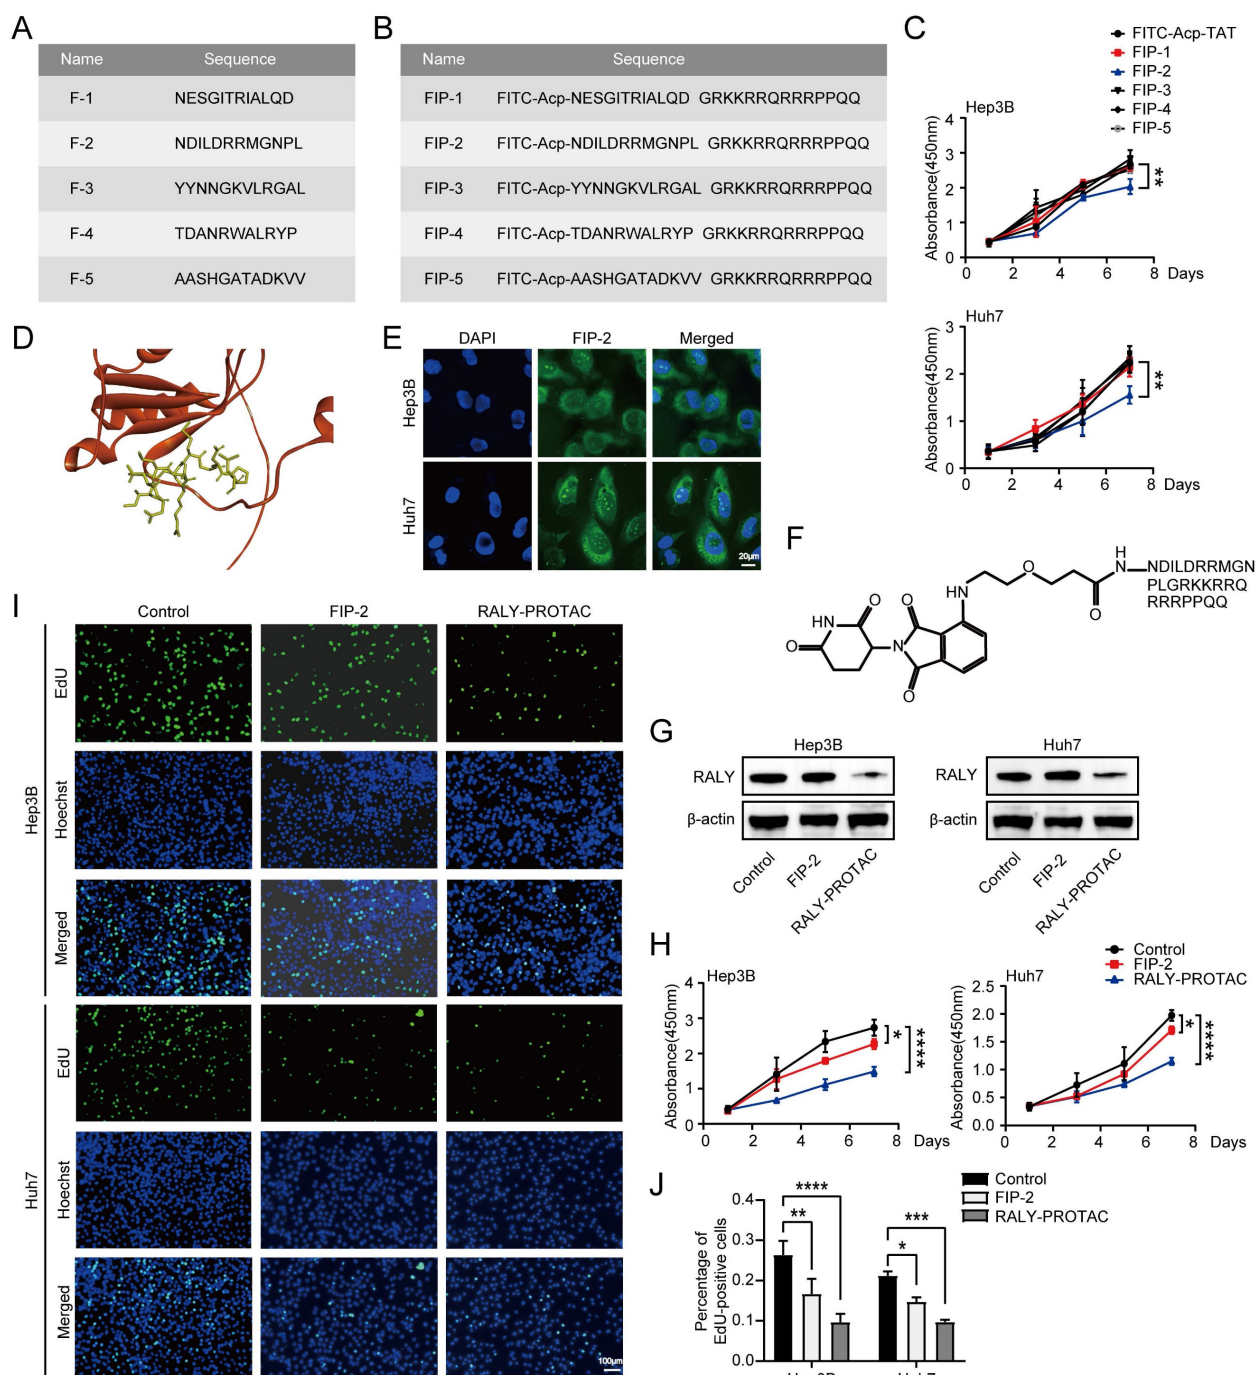 A
Name Sequence
F-1 NESGITRIALQD
F-2 NDILDRRMGNPL
F-3 YYNNGKVLRGAL
F-4 TDANRWALRYP
F-5 AASHGATADKVV
B
Name Sequence
FIP-1 FITC-Acp-NESGITRIALQD GRKKRRQRRRPPQQ
FIP-2 FITC-Acp-NDILDRRMGNPL GRKKRRQRRRPPQQ
FIP-3 FITC-Acp-YYNNGKVLRGAL GRKKRRQRRRPPQQ
FIP-4 FITC-Acp-TDANRWALRYP GRKKRRQRRRPPQQ
FIP-5 FITC-Acp-AASHGATADKVV GRKKRRQRRRPPQQ
C
FITC-Acp-TAT
FIP-1
FIP-2
FIP-3
FIP-4
FIP-5
Hep3B
Absorbance(450nm)
4
3
2
1
0
0 2 4 6 8 Days
**
Huh7
Absorbance(450nm)
3
2
1
0
0 2 4 6 8 Days
**
D
E
DAPI FIP-2 Merged
Hep3B
Huh7
20μm
F
HN
O
O
N
O
O
HN
O
O
H
N
NDILDRRMGN
PLGRKKRRQ
RRRPPQQ
G
Hep3B Huh7
RALY RALY
β-actin β-actin
Control FIP-2 RALY-PROTAC
Control FIP-2 RALY-PROTAC
H
Control
FIP-2
RALY-PROTAC
Hep3B
Absorbance(450nm)
4
3
2
1
0
0 2 4 6 8 Days
* ****
Huh7
Absorbance(450nm)
2.5
2.0
1.5
1.0
0.5
0.0
0 2 4 6 8 Days
* ****
I
Control FIP-2 RALY-PROTAC
Hep3B
EdU
Hoechst
Merged
Huh7
EdU
Hoechst
Merged
100μm
J
Control
FIP-2
RALY-PROTAC
Percentage of
EdU-positive cells
0.4
0.3
0.2
0.1
0.0
****
**
***
*